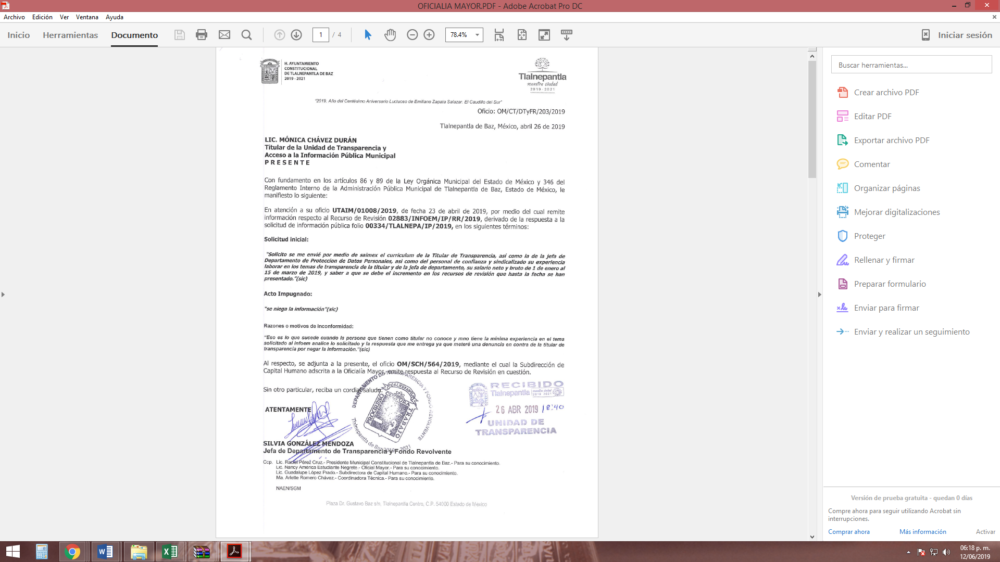 OFICIALIA MAYOR.PDF - Adobe Acrobat Pro DC
Archivo Edición Ver Ventana Ayuda
Inicio Herramientas Documento 1 / 4 78.4% Iniciar sesión
H. AYUNTAMIENTO
CONSTITUCIONAL
DE TLALNEPANTLA DE BAZ
2019 - 2021
Tlalnepantla
nuestra ciudad
2019 - 2021
"2019. Año del Centésimo Aniversario Luctuoso de Emiliano Zapata Salazar. El Caudillo del Sur"
Oficio: OM/CT/DTyFR/203/2019
Tlalnepantla de Baz, México, abril 26 de 2019
LIC. MÓNICA CHÁVEZ DURÁN
Titular de la Unidad de Transparencia y
Acceso a la Información Pública Municipal
P R E S E N T E
Con fundamento en los artículos 86 y 89 de la Ley Orgánica Municipal del Estado de México y 346 del
Reglamento Interno de la Administración Pública Municipal de Tlalnepantla de Baz, Estado de México, le
manifiesto lo siguiente:
En atención a su oficio UTAIM/01008/2019, de fecha 23 de abril de 2019, por medio del cual remite
información respecto al Recurso de Revisión 02883/INFOEM/IP/RR/2019, derivado de la respuesta a la
solicitud de información pública folio 00334/TLALNEPA/IP/2019, en los siguientes términos:
Solicitud inicial:
"Solicito se me envié por medio de saimex el curriculum de la Titular de Transparencia, así como la de la jefa de
Departamento de Proteccion de Datos Personales, asi como del personal de confianza y sindicalizado su experiencia
laborar en los temas de transparencia de la titular y de la jefa de departamento, su salario neto y bruto de 1 de enero al
15 de marzo de 2019, y saber a que se debe el incremento en los recursos de revisión que hasta la fecha se han
presentado."(sic)
Acto Impugnado:
"se niega la información"(sic)
Razones o motivos de inconformidad:
"Eso es lo que sucede cuando la persona que tienen como titular no conoce y mno tiene la mínima experiencia en el tema
solicitado al infoem analice lo solicitado y la respuesta que me entrega ya que meteré una denuncia en contra de la titular de
transparencia por negar la información."(sic)
Al respecto, se adjunta a la presente, el oficio OM/SCH/564/2019, mediante el cual la Subdirección de
Capital Humano adscrita a la Oficialía Mayor, emite respuesta al Recurso de Revisión en cuestión.
Sin otro particular, reciba un cordial saludo.
DEPARTAMENTO DE TRANSPARENCIA Y FONDO REVOLVENTE
TLALNEPANTLA
CULTURA
PROGRESO TRABAJO
Tlalnepantla de Baz 2019 - 2021
RECIBIDO
Tlalnepantla nuestra ciudad 2019 2021
26 ABR 2019 18:40
UNIDAD DE
TRANSPARENCIA
ATENTAMENTE
SILVIA GONZÁLEZ MENDOZA
Jefa de Departamento de Transparencia y Fondo Revolvente
Ccp. Lic. Raciel Pérez Cruz.- Presidente Municipal Constitucional de Tlalnepantla de Baz.- Para su conocimiento.
Lic. Nancy América Estudiante Negrete.- Oficial Mayor.- Para su conocimiento.
Lic. Guadalupe López Prado.- Subdirectora de Capital Humano.- Para su conocimiento.
Ma. Arlette Romero Chávez.- Coordinadora Técnica.- Para su conocimiento.
NAEN/SGM
Plaza Dr. Gustavo Baz s/n, Tlalnepantla Centro, C.P. 54000 Estado de México
Buscar herramientas...
Crear archivo PDF
Editar PDF
Exportar archivo PDF
Comentar
Organizar páginas
Mejorar digitalizaciones
Proteger
Rellenar y firmar
Preparar formulario
Enviar para firmar
Enviar y realizar un seguimiento
Versión de prueba gratuita - quedan 0 días
Compre ahora para seguir utilizando Acrobat sin
interrupciones.
Comprar ahora Más información Activar
06:18 p. m.
12/06/2019